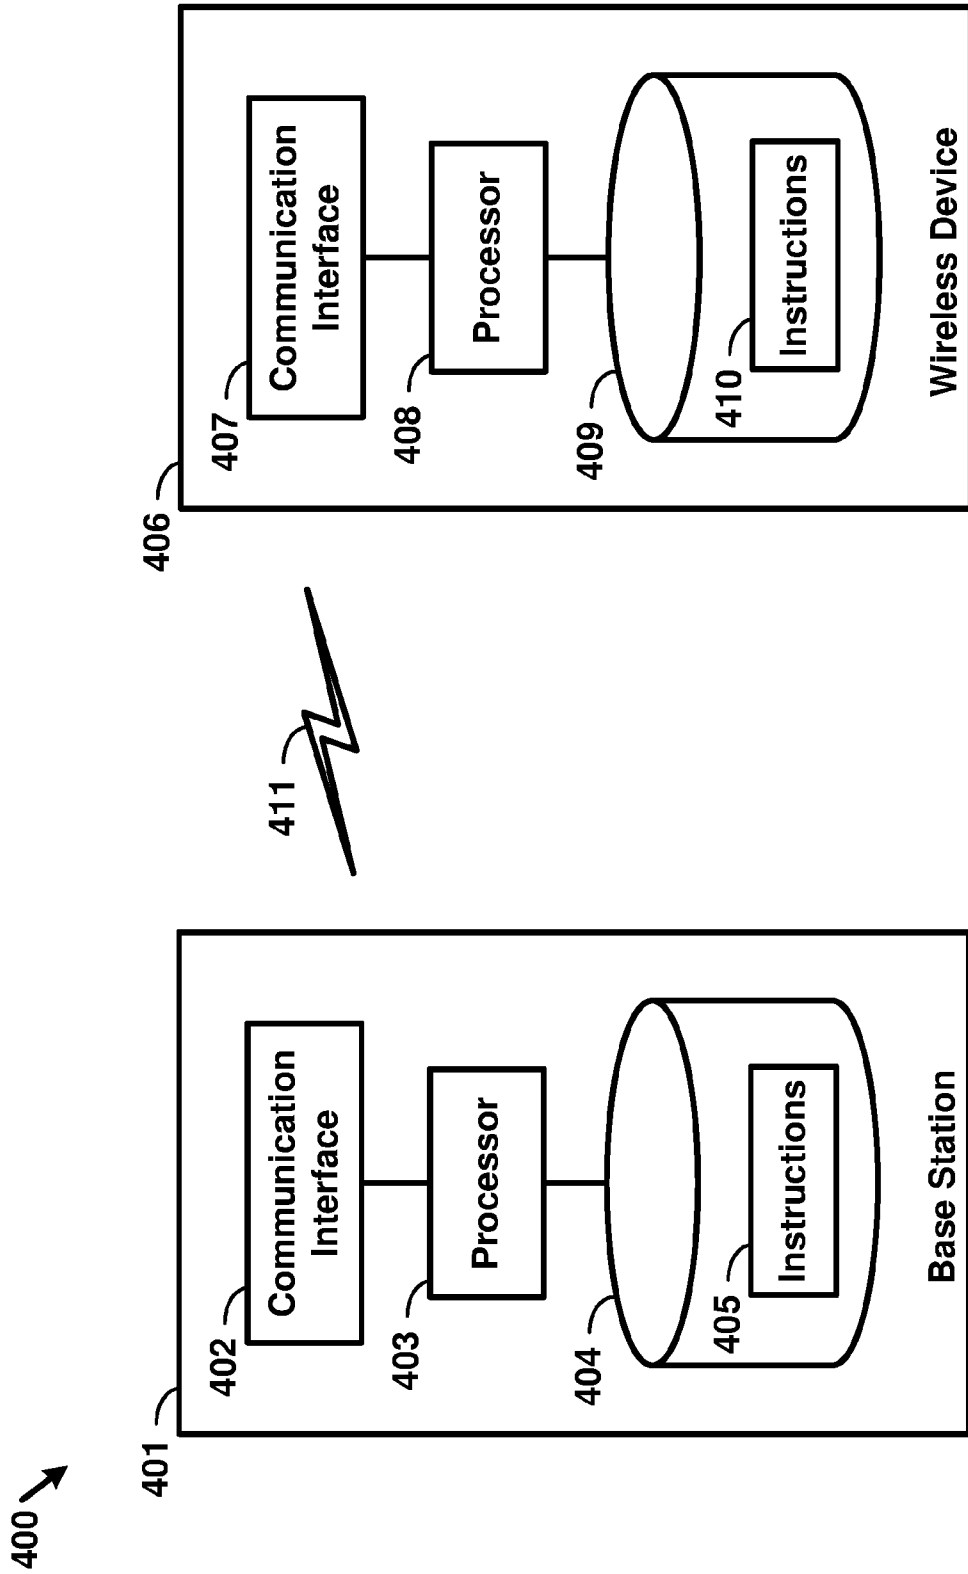 400
401
402
Communication
Interface
403
Processor
404
405
Instructions
Base Station
411
406
407
Communication
Interface
408
Processor
409
410
Instructions
Wireless Device